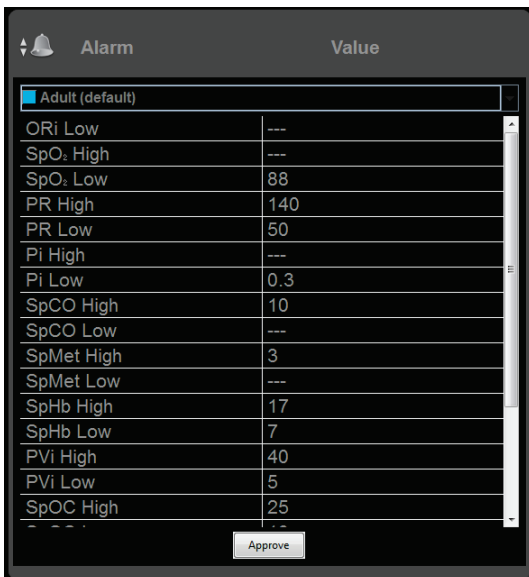 Alarm Value
Adult (default)
ORi Low ---
SpO₂ High ---
SpO₂ Low 88
PR High 140
PR Low 50
Pi High ---
Pi Low 0.3
SpCO High 10
SpCO Low ---
SpMet High 3
SpMet Low ---
SpHb High 17
SpHb Low 7
PVi High 40
PVi Low 5
SpOC High 25
Approve